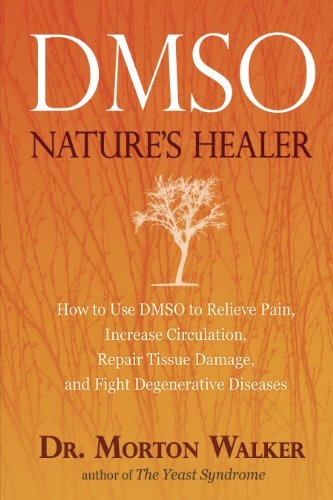 DMSO
NATURE'S HEALER
How to Use DMSO to Relieve Pain,
Increase Circulation,
Repair Tissue Damage,
and Fight Degenerative Diseases
DR. MORTON WALKER
author of The Yeast Syndrome